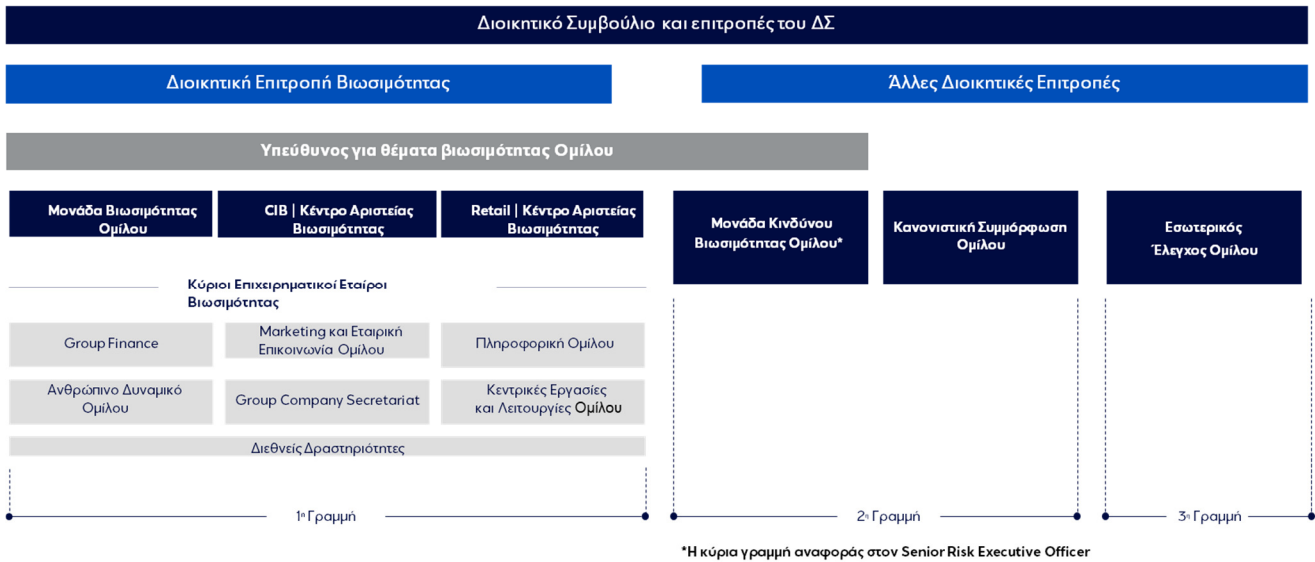 Διοικητικό Συμβούλιο και επιτροπές του ΔΣ
Διοικητική Επιτροπή Βιωσιμότητας
Άλλες Διοικητικές Επιτροπές
Υπεύθυνος για θέματα βιωσιμότητας Ομίλου
Μονάδα Βιωσιμότητας
Ομίλου
CIB | Κέντρο Αριστείας
Βιωσιμότητας
Retail | Κέντρο Αριστείας
Βιωσιμότητας
Μονάδα Κινδύνου
Βιωσιμότητας Ομίλου*
Κανονιστική Συμμόρφωση
Ομίλου
Εσωτερικός
Έλεγχος Ομίλου
Κύριοι Επιχειρηματικοί Εταίροι
Βιωσιμότητας
Group Finance
Marketing και Εταιρική
Επικοινωνία Ομίλου
Πληροφορική Ομίλου
Ανθρώπινο Δυναμικό
Ομίλου
Group Company Secretariat
Κεντρικές Εργασίες
και Λειτουργίες Ομίλου
Διεθνείς Δραστηριότητες
1η Γραμμή
2η Γραμμή
3η Γραμμή
*Η κύρια γραμμή αναφοράς στον Senior Risk Executive Officer